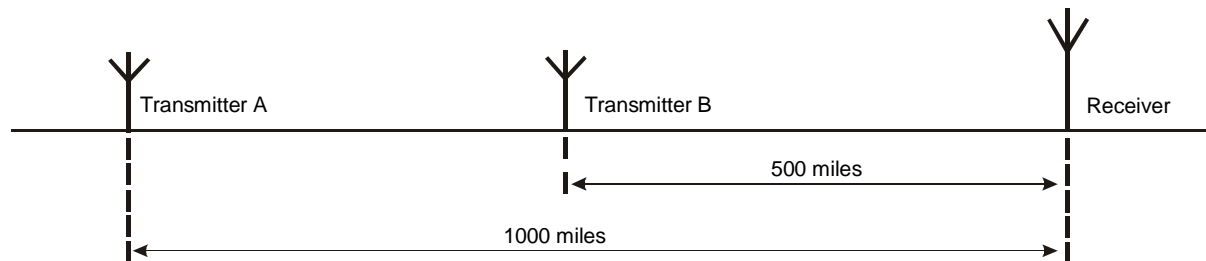 Transmitter A
Transmitter B
Receiver
500 miles
1000 miles